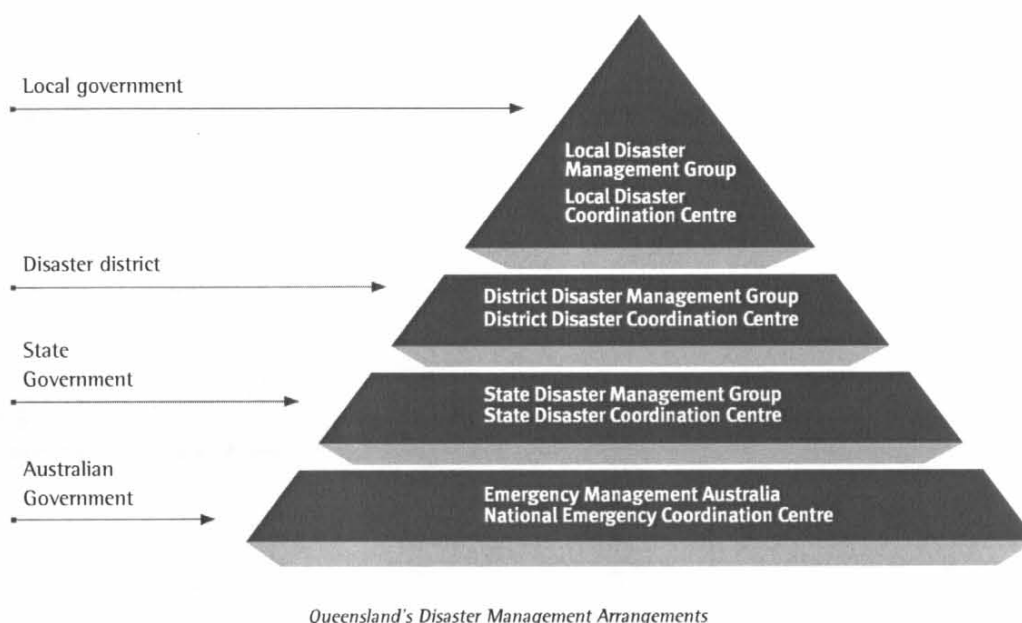 Local government
Local Disaster
Management Group
Local Disaster
Coordination Centre
Disaster district
District Disaster Management Group
District Disaster Coordination Centre
State
Government
State Disaster Management Group
State Disaster Coordination Centre
Australian
Government
Emergency Management Australia
National Emergency Coordination Centre
Queensland's Disaster Management Arrangements